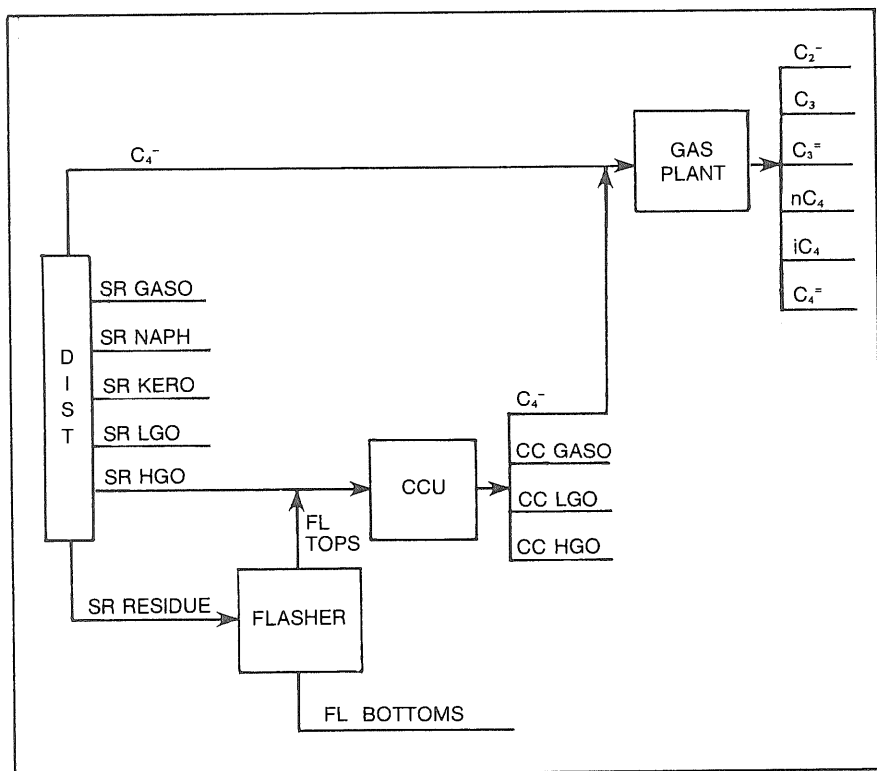 C₂⁻
C₃
C₃⁼
nC₄
iC₄
C₄⁼
GAS
PLANT
C₄⁻
D
I
S
T
SR GASO
SR NAPH
SR KERO
SR LGO
SR HGO
SR RESIDUE
FL
TOPS
FLASHER
FL BOTTOMS
CCU
C₄⁻
CC GASO
CC LGO
CC HGO